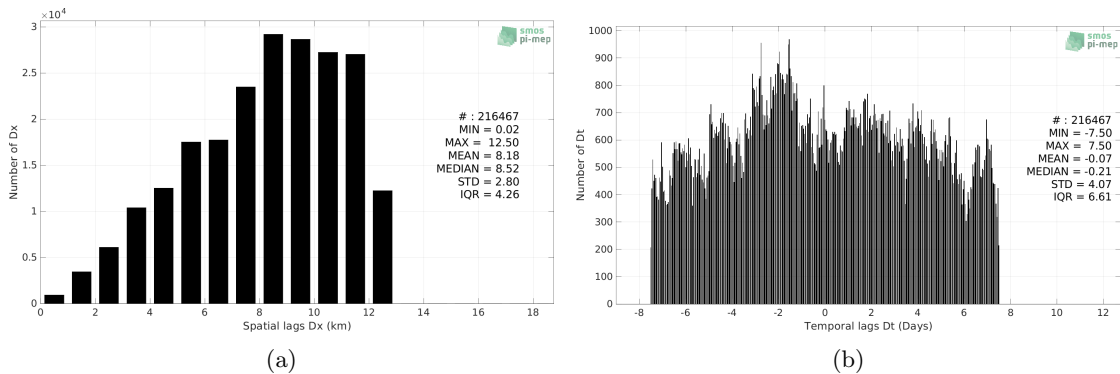 ×10⁴
3
2.5
2
1.5
1
0.5
0
0 2 4 6 8 10 12 14 16 18
Number of Dx
Spatial lags Dx (km)
smos
pi-mep
# : 216467
MIN = 0.02
MAX = 12.50
MEAN = 8.18
MEDIAN = 8.52
STD = 2.80
IQR = 4.26
(a)
1000
900
800
700
600
500
400
300
200
100
0
-8 -6 -4 -2 0 2 4 6 8 10 12
Number of Dt
Temporal lags Dt (Days)
smos
pi-mep
# : 216467
MIN = -7.50
MAX = 7.50
MEAN = -0.07
MEDIAN = -0.21
STD = 4.07
IQR = 6.61
(b)